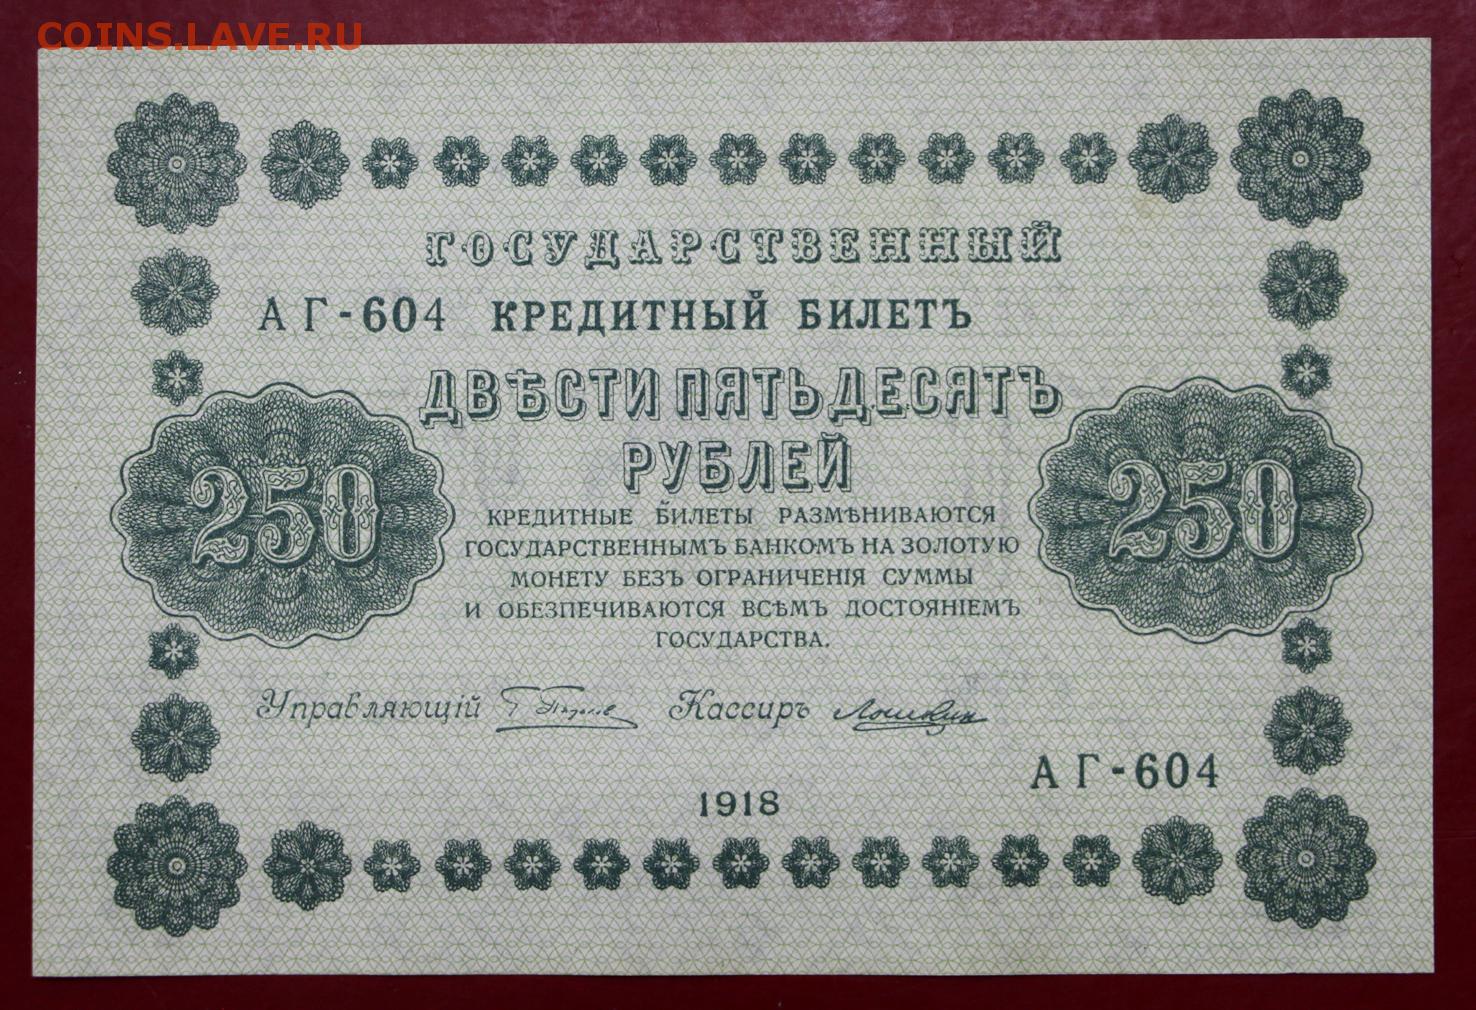 COINS.LAVE.RU
ГОСУДАРСТВЕННЫЙ
АГ-604 КРЕДИТНЫЙ БИЛЕТЪ
ДВѢСТИ ПЯТЬДЕСЯТЪ
РУБЛЕЙ
250
250
КРЕДИТНЫЕ БИЛЕТЫ РАЗМѢНИВАЮТСЯ
ГОСУДАРСТВЕННЫМЪ БАНКОМЪ НА ЗОЛОТУЮ
МОНЕТУ БЕЗЪ ОГРАНИЧЕНІЯ СУММЫ
И ОБЕЗПЕЧИВАЮТСЯ ВСѢМЪ ДОСТОЯНІЕМЪ
ГОСУДАРСТВА.
Управляющій Кассиръ Лошкин
АГ-604
1918